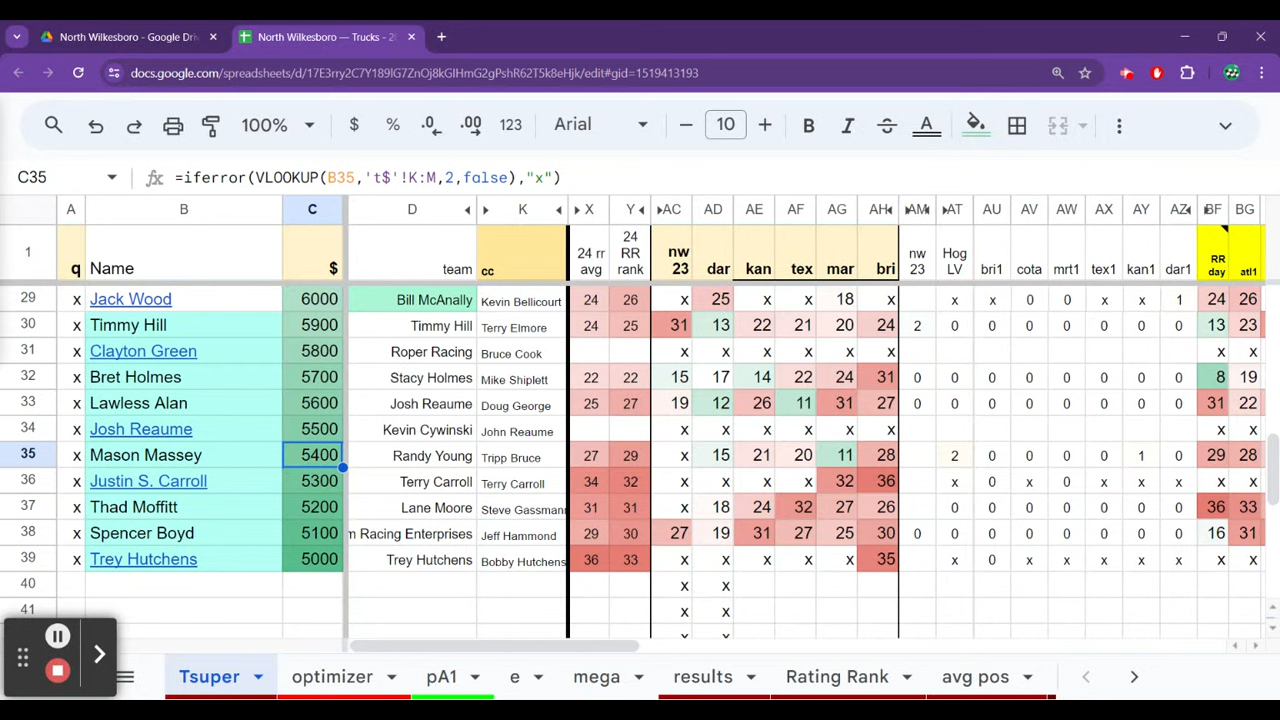 North Wilkesboro - Google Dri
North Wilkesboro — Trucks - 2
docs.google.com/spreadsheets/d/17E3rry2C7Y189IG7ZnOj8kGIHmG2gPshR62T5k8eHjk/edit#gid=1519413193
100% $ % .0 .00 123 Arial 10 B I S A
C35 fx =iferror(VLOOKUP(B35,'t$'!K:M,2,false),"x")
A B C D K X Y AC AD AE AF AG AH AM AT AU AV AW AX AY AZ BF BG
1 q Name $ team cc 24 rr avg 24 RR rank nw 23 dar kan tex mar bri nw 23 Hog LV bri1 cota mrt1 tex1 kan1 dar1 RR day atl1
29 x Jack Wood 6000 Bill McAnally Kevin Bellicourt 24 26 x 25 x x 18 x x x 0 0 x x 1 24 26
30 x Timmy Hill 5900 Timmy Hill Terry Elmore 24 25 31 13 22 21 20 24 2 0 0 0 0 0 0 0 13 23
31 x Clayton Green 5800 Roper Racing Bruce Cook x x x x x x x x
32 x Bret Holmes 5700 Stacy Holmes Mike Shiplett 22 22 15 17 14 22 24 31 0 0 0 0 0 0 0 0 8 19
33 x Lawless Alan 5600 Josh Reaume Doug George 25 27 19 12 26 11 31 27 0 0 0 0 0 0 0 0 31 22
34 x Josh Reaume 5500 Kevin Cywinski John Reaume x x x x x x x x
35 x Mason Massey 5400 Randy Young Tripp Bruce 27 29 x 15 21 20 11 28 2 0 0 0 0 1 0 29 28
36 x Justin S. Carroll 5300 Terry Carroll Terry Carroll 34 32 x x x x 32 36 x 0 x 0 x x x x x
37 x Thad Moffitt 5200 Lane Moore Steve Gassmann 31 31 x 18 24 32 27 26 0 0 0 0 0 0 0 36 33
38 x Spencer Boyd 5100 m Racing Enterprises Jeff Hammond 29 30 27 19 31 27 25 30 0 0 0 0 0 0 0 0 16 31
39 x Trey Hutchens 5000 Trey Hutchens Bobby Hutchens 36 33 x x x x x 35 x 0 x x x x x x x
40 x x
41 x x
x x
Tsuper optimizer pA1 e mega results Rating Rank avg pos